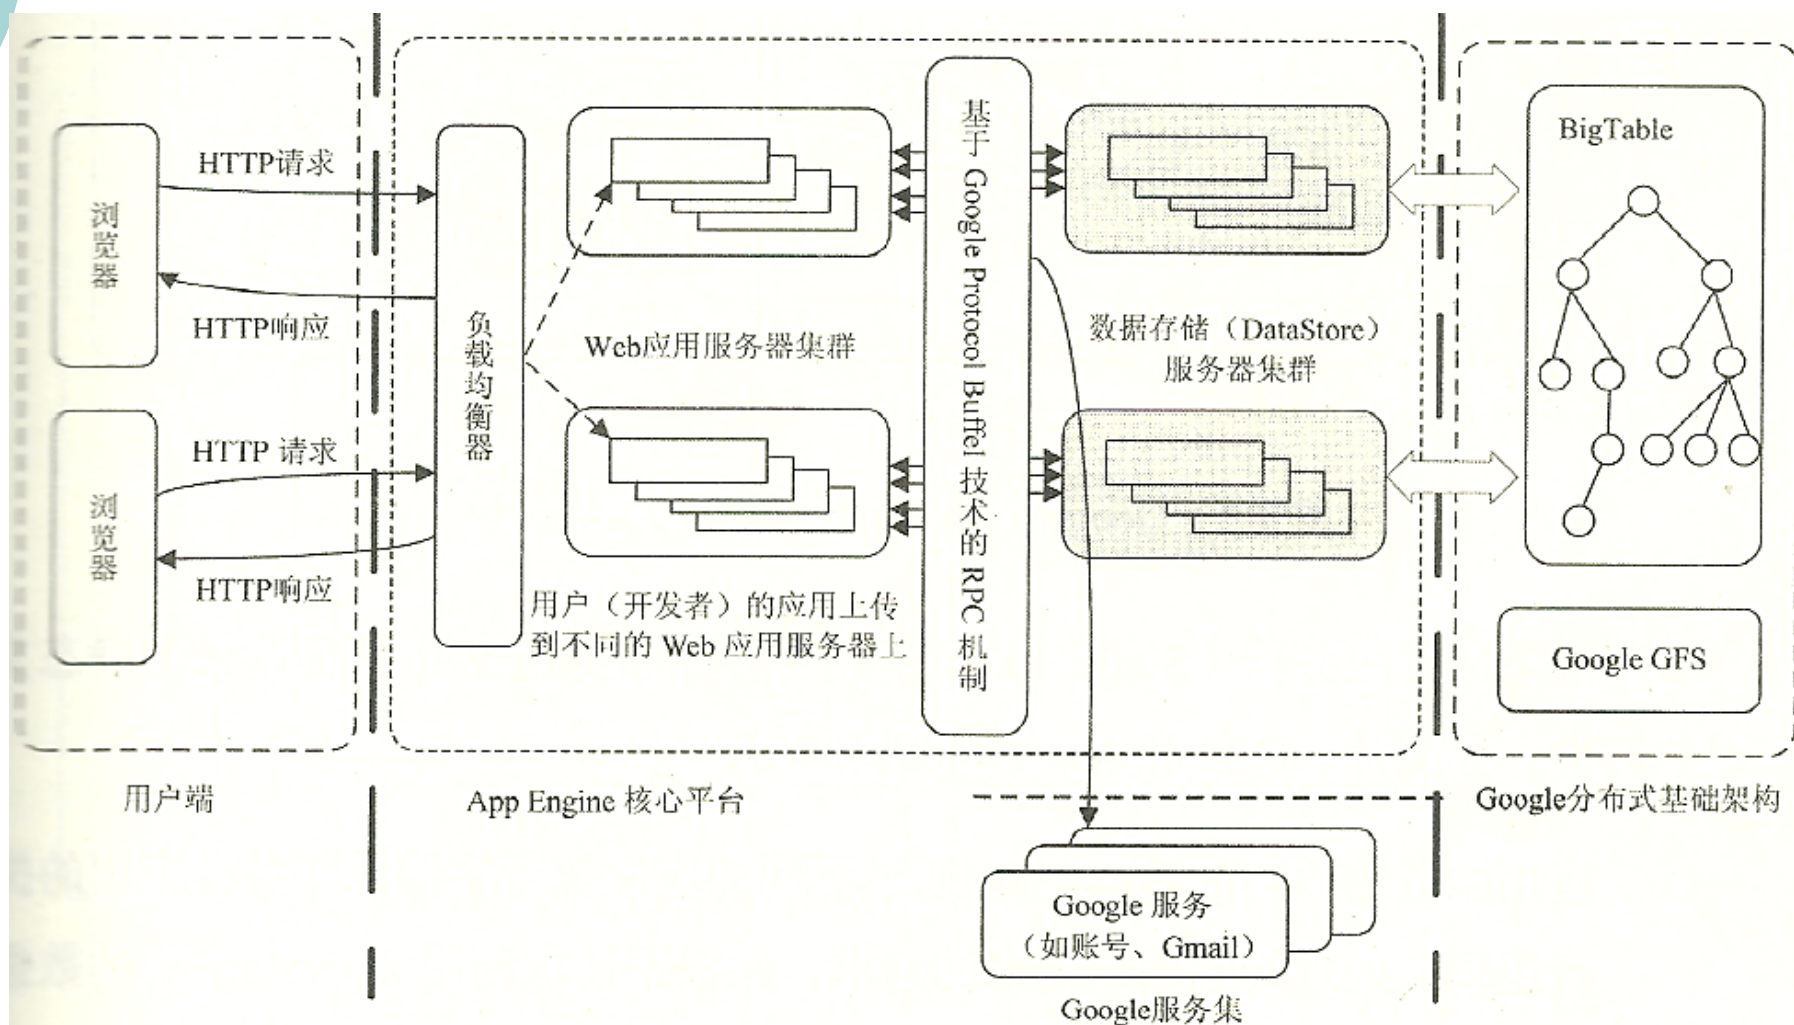 浏览器
HTTP请求
HTTP响应
浏览器
HTTP 请求
HTTP响应
用户端
负载均衡器
Web应用服务器集群
用户（开发者）的应用上传
到不同的 Web 应用服务器上
App Engine 核心平台
基于 Google Protocol Buffel 技术的 RPC 机制
数据存储（DataStore）
服务器集群
BigTable
Google GFS
Google分布式基础架构
Google 服务
（如账号、Gmail）
Google服务集